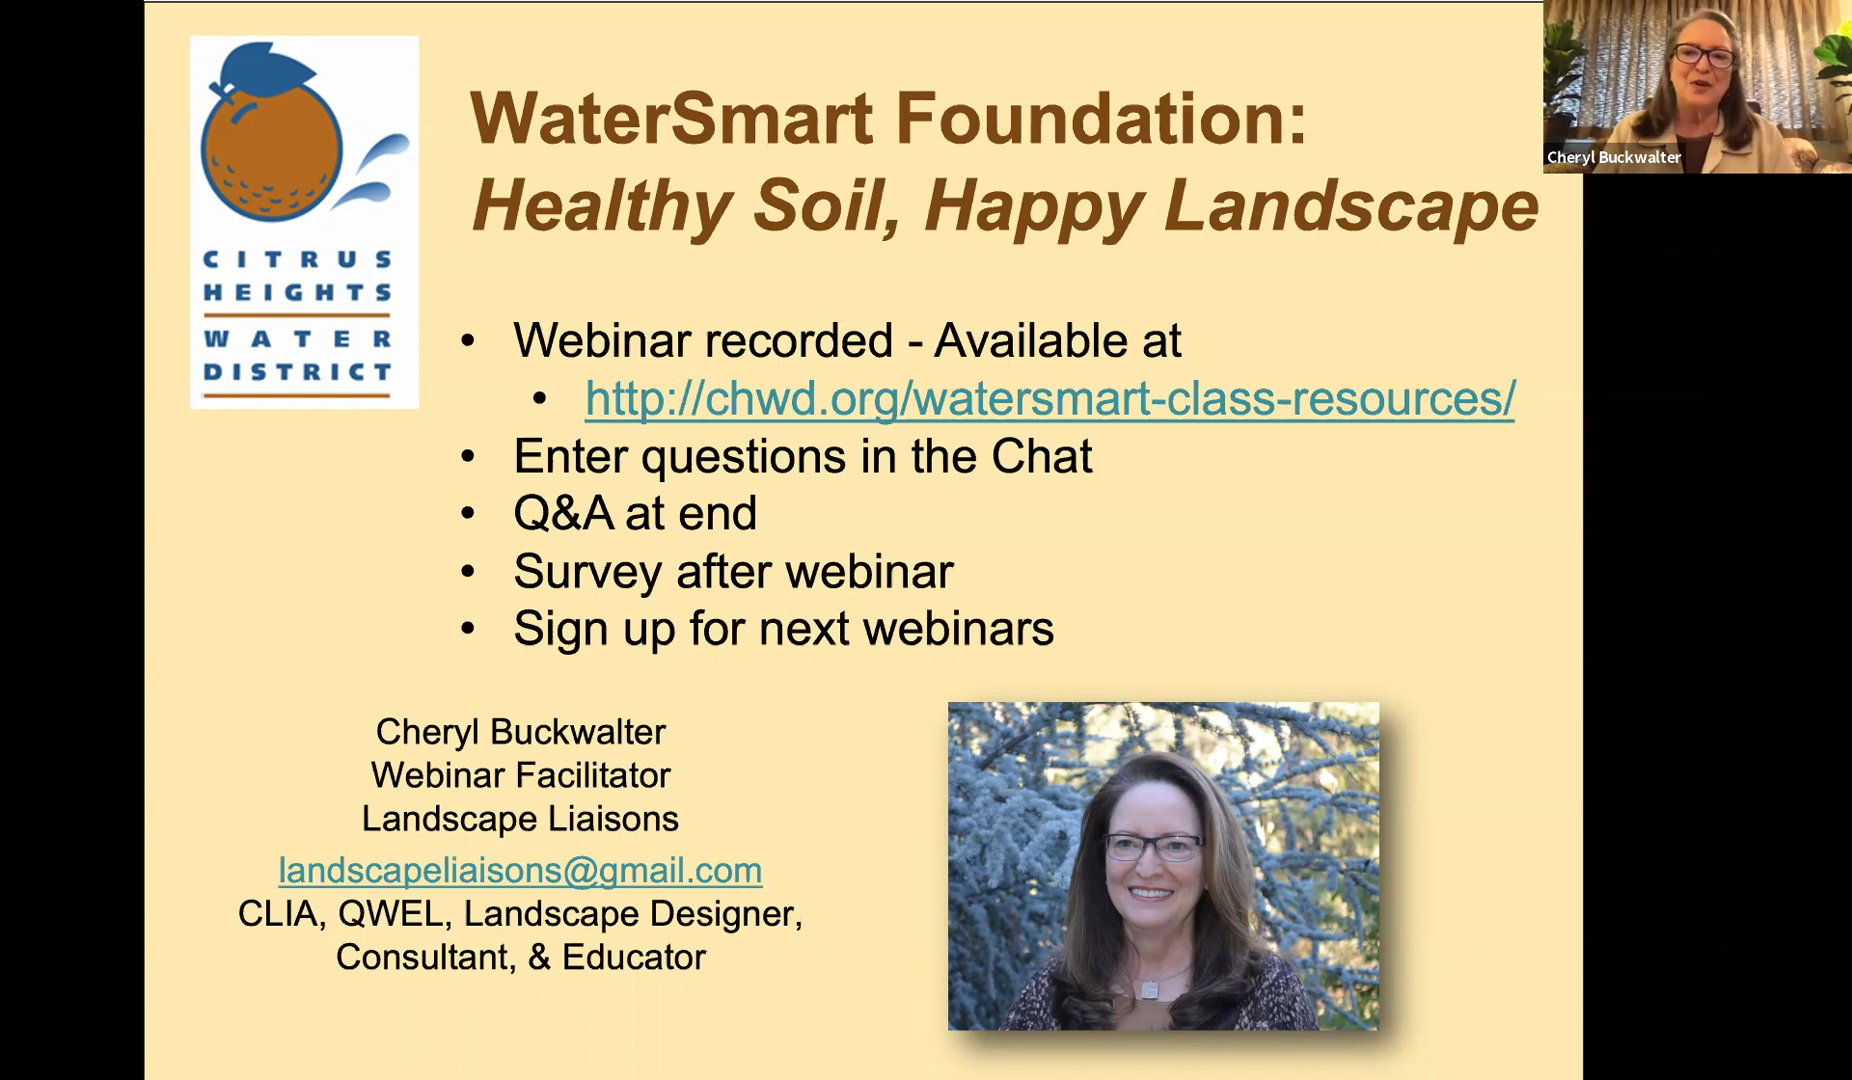 CITRUS
HEIGHTS
WATER
DISTRICT
WaterSmart Foundation:
Healthy Soil, Happy Landscape
• Webinar recorded - Available at
• http://chwd.org/watersmart-class-resources/
• Enter questions in the Chat
• Q&A at end
• Survey after webinar
• Sign up for next webinars
Cheryl Buckwalter
Webinar Facilitator
Landscape Liaisons
landscapeliaisons@gmail.com
CLIA, QWEL, Landscape Designer,
Consultant, & Educator
Cheryl Buckwalter